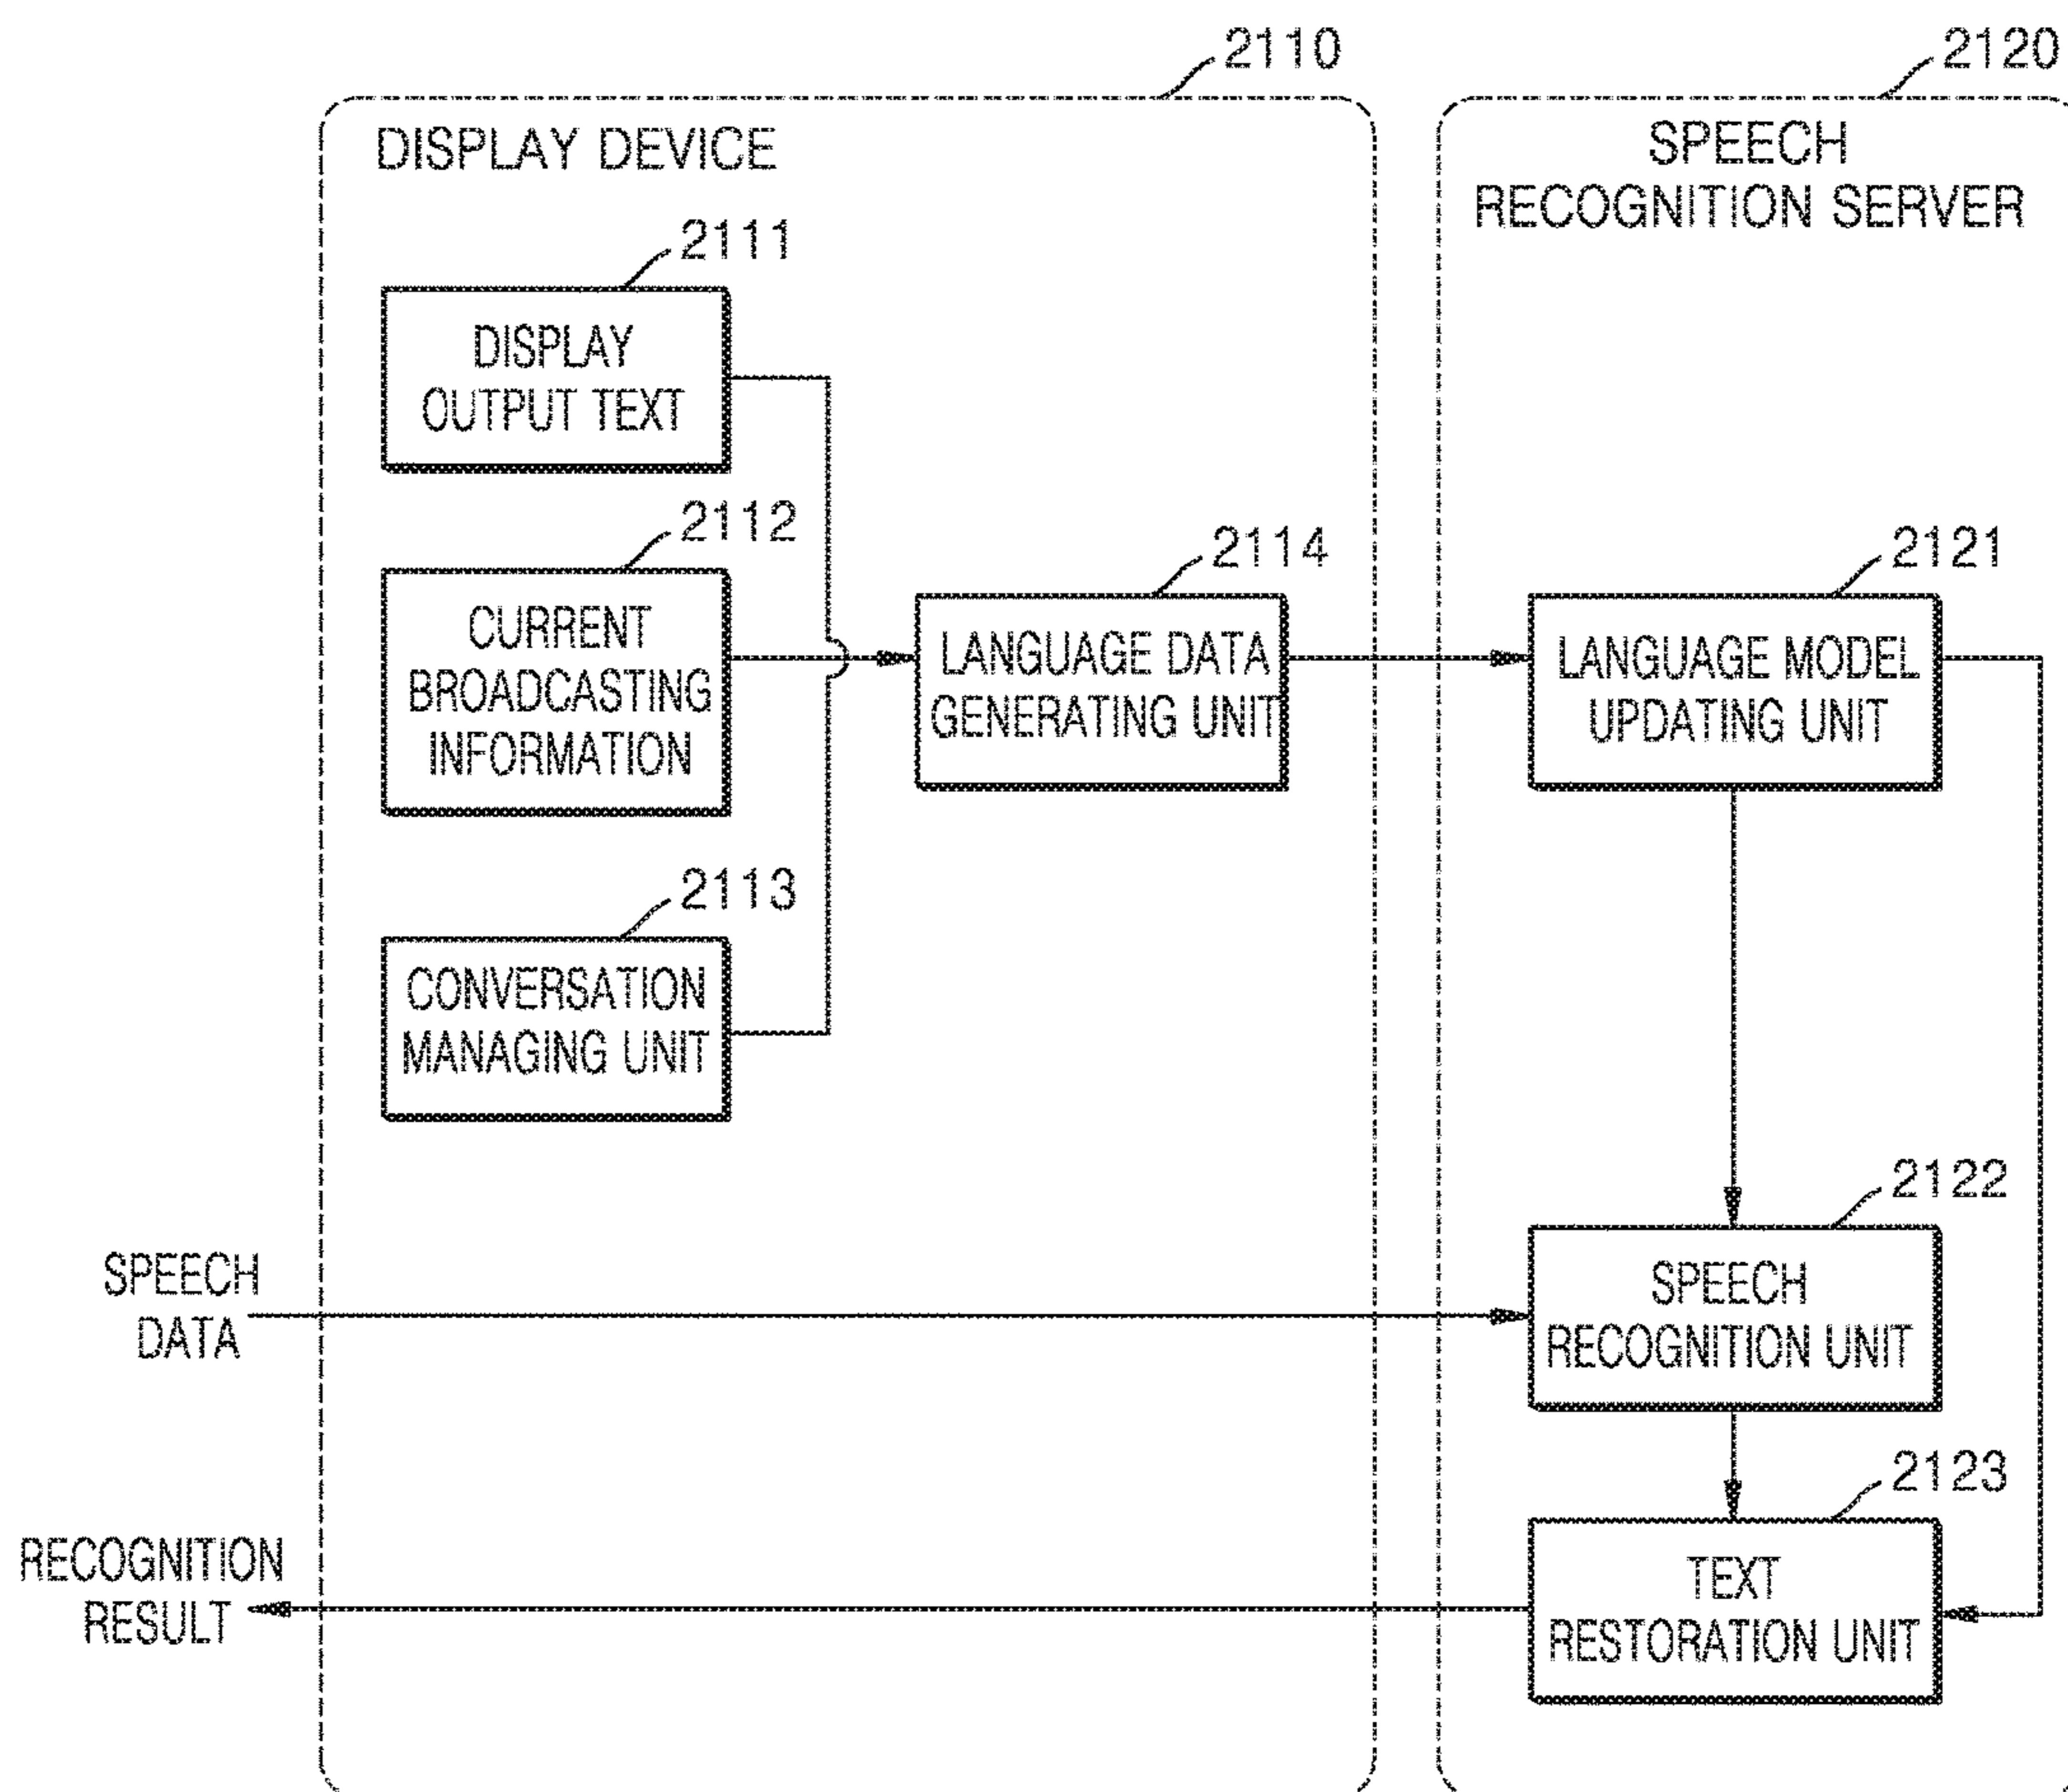 2110
2120
DISPLAY DEVICE
SPEECH
RECOGNITION SERVER
2111
DISPLAY
OUTPUT TEXT
2112
CURRENT
BROADCASTING
INFORMATION
2114
LANGUAGE DATA
GENERATING UNIT
2121
LANGUAGE MODEL
UPDATING UNIT
2113
CONVERSATION
MANAGING UNIT
SPEECH
DATA
2122
SPEECH
RECOGNITION UNIT
RECOGNITION
RESULT
2123
TEXT
RESTORATION UNIT